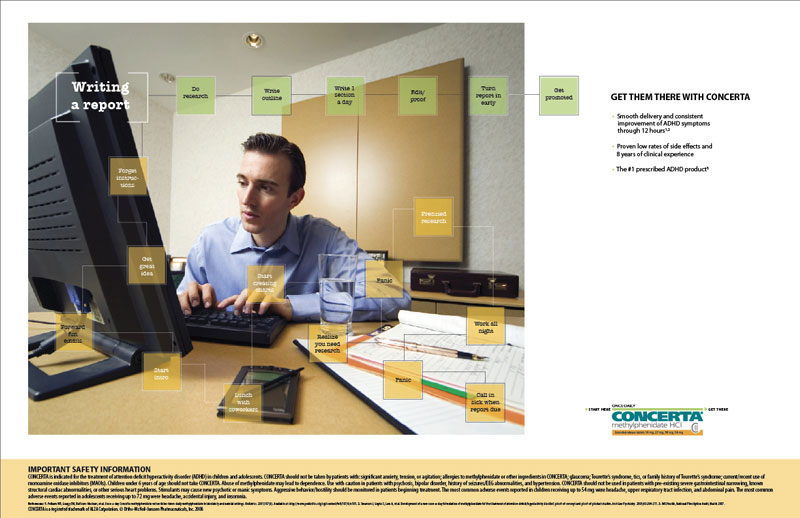 Writing
a report
Do
research
Write
outline
Write 1
section
a day
Edit/
proof
Turn
report in
early
Get
promoted
Forget
instruc-
tions
Get
great
idea
Forward
fun
emails
Start
over
Lunch
with
coworkers
Start
creating
charts
Realize
you need
research
Panic
Panic
research
Work all
night
Call in
sick when
report due
GET THEM THERE WITH CONCERTA
Smooth delivery and consistent
improvement of ADHD symptoms
through 12 hours
Proven low rates of side effects and
8 years of clinical experience
The #1 prescribed ADHD product
START HERE
ONCE-DAILY
CONCERTA
methylphenidate HCl
GET THERE
IMPORTANT SAFETY INFORMATION
CONCERTA is indicated for the treatment of attention deficit hyperactivity disorder (ADHD) in children and adolescents. CONCERTA should not be taken by patients with: significant anxiety, tension, or agitation; allergies to methylphenidate or other ingredients in CONCERTA; glaucoma; Tourette's syndrome, tics, or family history of Tourette's syndrome; current/recent use of
monoamine oxidase inhibitors (MAOIs). Children under 6 years of age should not take CONCERTA. Abuse of methylphenidate may lead to dependence. Use with caution in patients with psychosis, bipolar disorder, history of seizures/EEG abnormalities, and hypertension. CONCERTA should not be used in patients with pre-existing severe gastrointestinal narrowing, known
structural cardiac abnormalities, or other serious heart problems. Stimulants may cause new psychotic or manic symptoms. Aggressive behavior/hostility should be monitored in patients beginning treatment. The most common adverse events reported in children receiving up to 54 mg were headache, upper respiratory tract infection, and abdominal pain. The most common
adverse events reported in adolescents receiving up to 72 mg were headache, accidental injury, and insomnia.
CONCERTA is a registered trademark of ALZA Corporation. © Ortho-McNeil-Janssen Pharmaceuticals, Inc. 2008